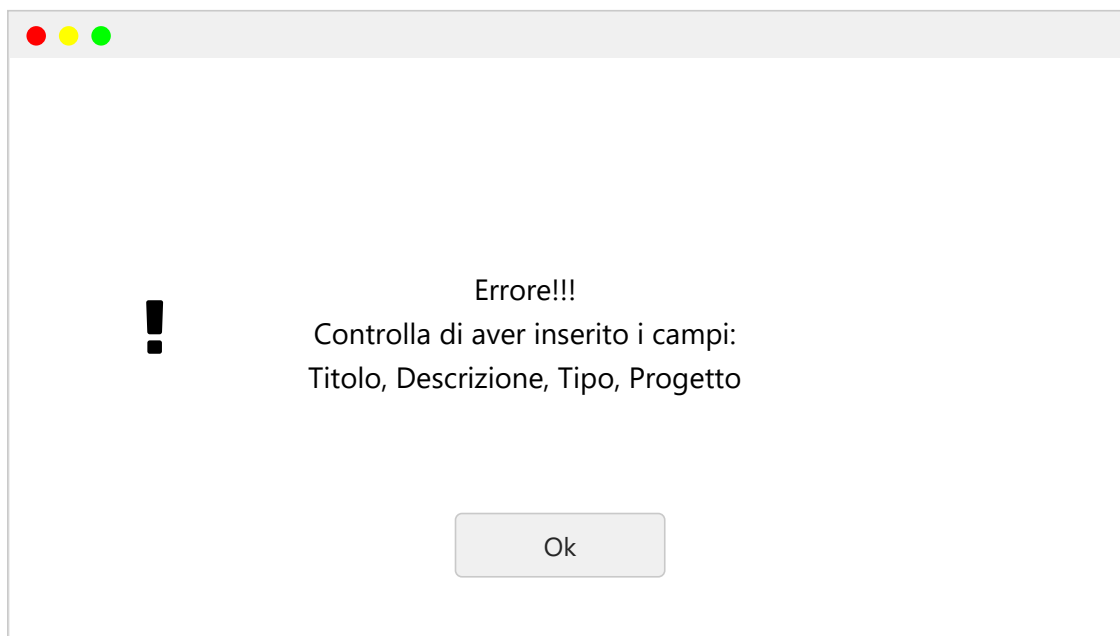 Errore!!!
Controlla di aver inserito i campi:
Titolo, Descrizione, Tipo, Progetto
Ok